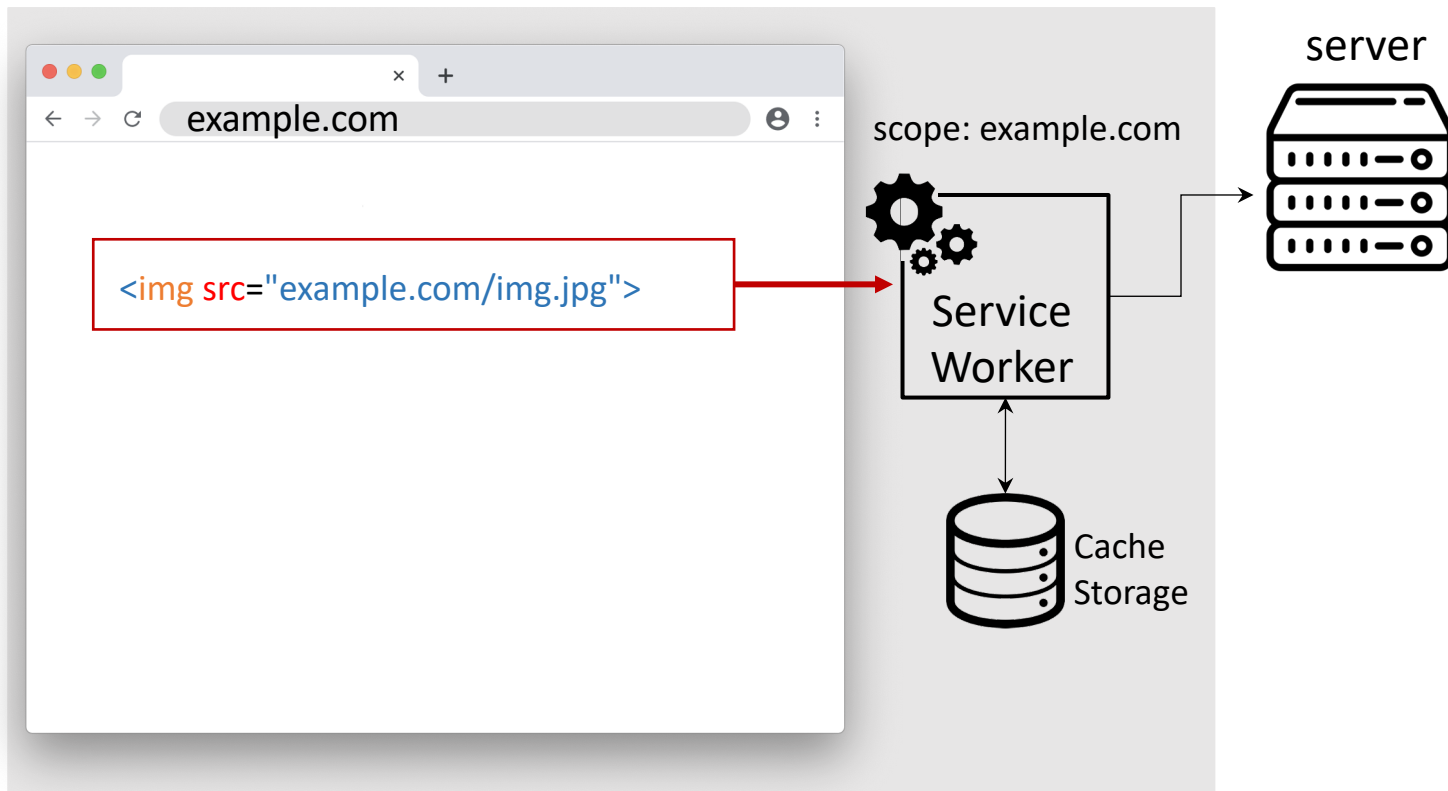 server
example.com
scope: example.com
<img src="example.com/img.jpg">
Service
Worker
Cache
Storage